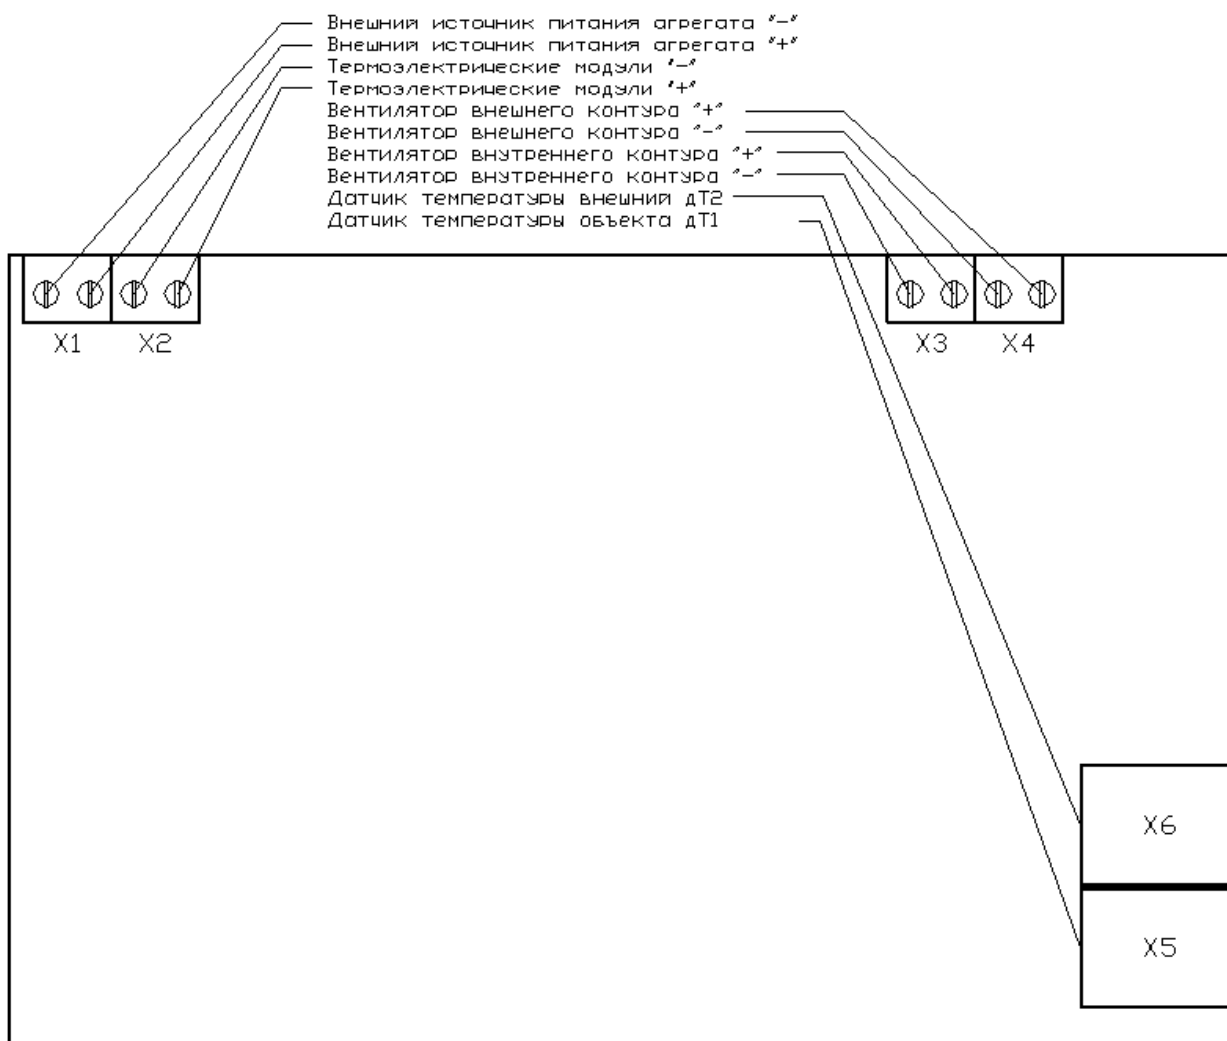 Внешний источник питания агрегата "-"
Внешний источник питания агрегата "+"
Термоэлектрические модули "-"
Термоэлектрические модули "+"
Вентилятор внешнего контура "+"
Вентилятор внешнего контура "-"
Вентилятор внутреннего контура "+"
Вентилятор внутреннего контура "-"
Датчик температуры внешний дТ2
Датчик температуры объекта дТ1
X1 X2 X3 X4
X6
X5